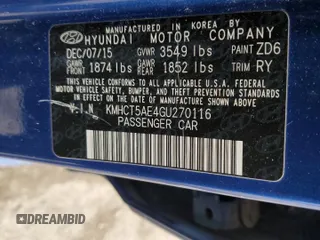 MANUFACTURED IN KOREA BY
HYUNDAI MOTOR COMPANY
DEC/07/15 GVWR 3549 lbs PAINT ZD6
GAWR FRONT 1874 lbs GAWR REAR 1852 lbs TRIM RY
THIS VEHICLE CONFORMS TO ALL APPLICABLE U.S. FEDERAL
MOTOR VEHICLE SAFETY, BUMPER, AND THEFT PREVENTION
STANDARDS IN EFFECT ON THE DATE OF MANUFACTURE
SHOWN ABOVE.
V.I.N KMHCT5AE4GU270116
PASSENGER CAR
DREAMBID